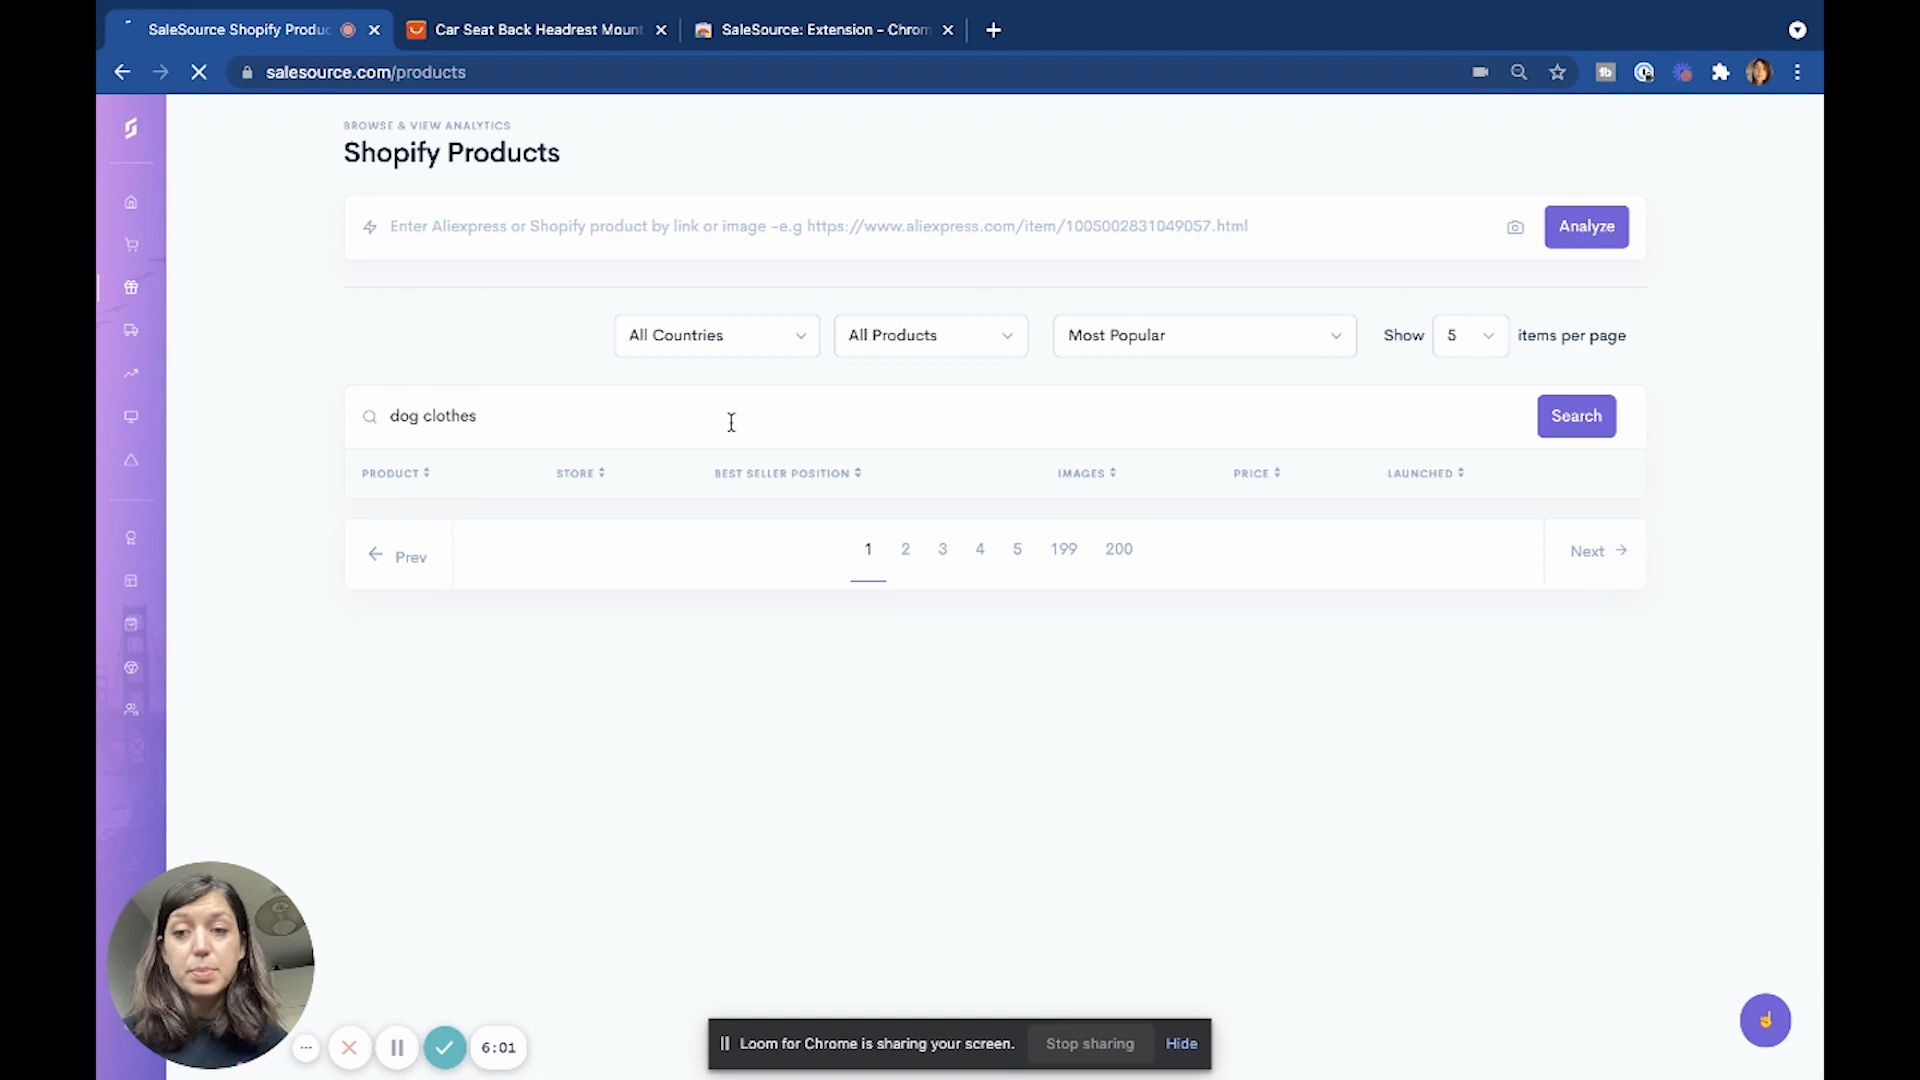 SaleSource Shopify Produc
Car Seat Back Headrest Mount
SaleSource: Extension - Chrom
salesource.com/products
BROWSE & VIEW ANALYTICS
Shopify Products
Enter Aliexpress or Shopify product by link or image -e.g https://www.aliexpress.com/item/1005002831049057.html
Analyze
All Countries
All Products
Most Popular
Show 5 items per page
dog clothes
Search
PRODUCT STORE BEST SELLER POSITION IMAGES PRICE LAUNCHED
Prev 1 2 3 4 5 199 200 Next
6:01
Loom for Chrome is sharing your screen. Stop sharing Hide